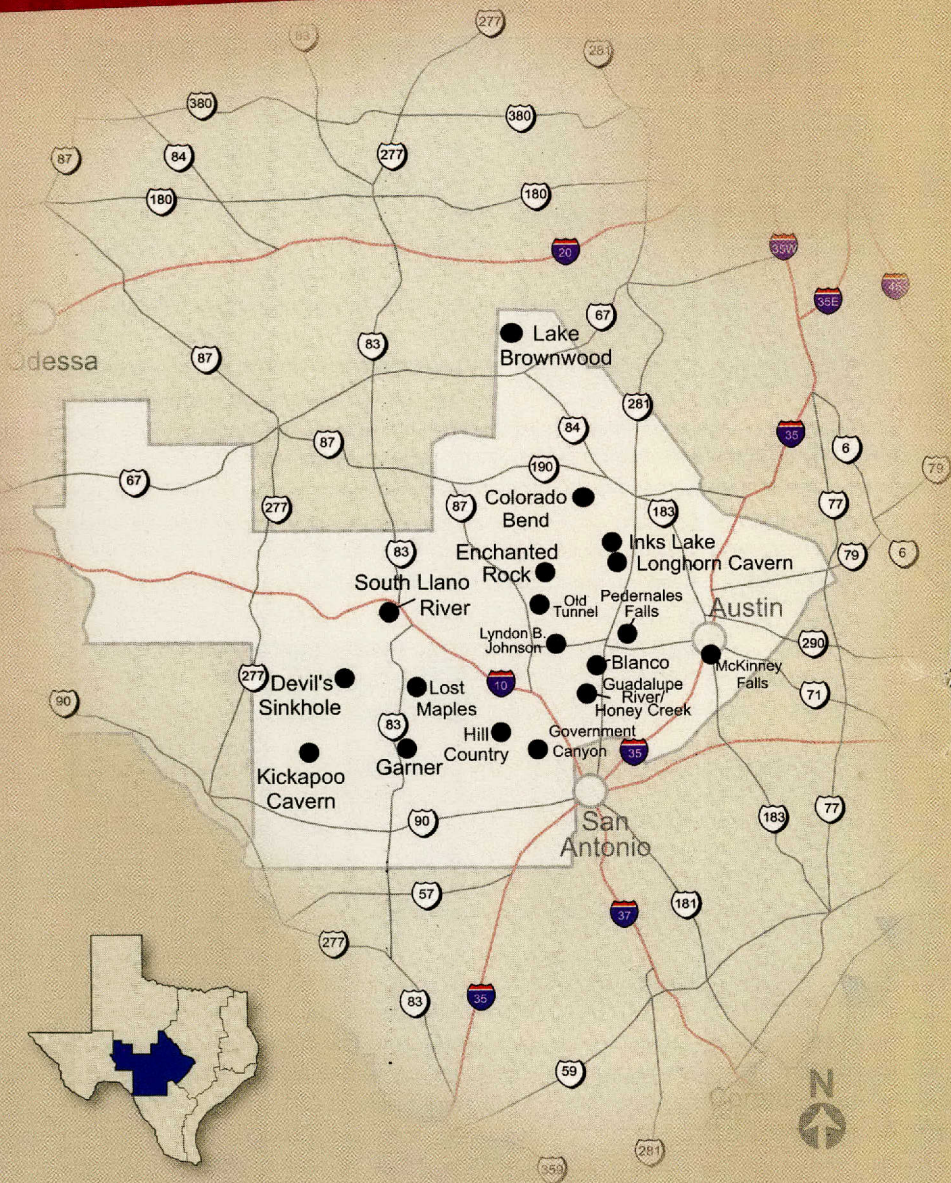 83
277
281
380
380
87
84
277
180
180
20
35W
45
35E
67
Lake
Brownwood
83
Odessa
87
281
35
84
87
6
67
190
79
87
Colorado
Bend
277
183
77
Inks Lake
Longhorn Cavern
83
Enchanted
Rock
79
6
South Llano
River
Old
Tunnel
Pedernales
Falls
Austin
Lyndon B.
Johnson
290
Blanco
McKinney
Falls
277
Devil's
Sinkhole
Lost
Maples
10
Guadalupe
River/
Honey Creek
71
90
83
Hill
Country
Government
Canyon
35
Garner
Kickapoo
Cavern
90
San
Antonio
183
77
57
181
37
277
83
35
59
N
281
359